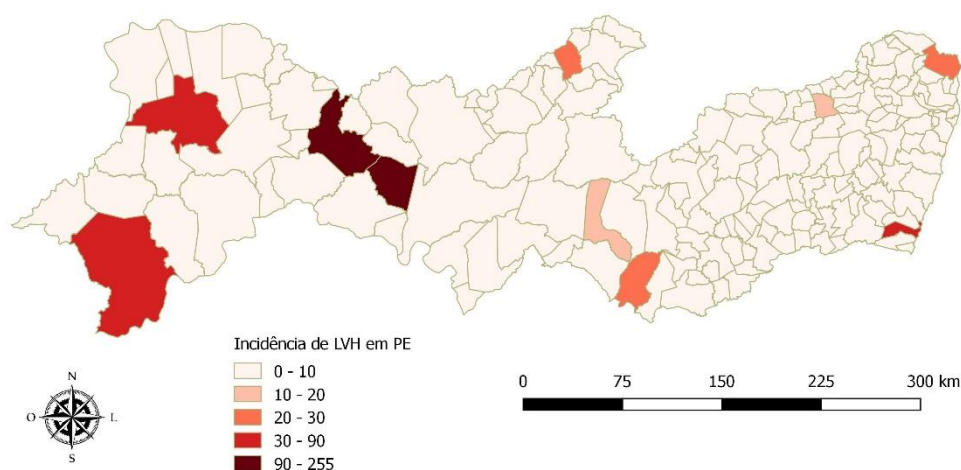 Incidência de LVH em PE
0 - 10
10 - 20
20 - 30
30 - 90
90 - 255
N
O L
S
0 75 150 225 300 km